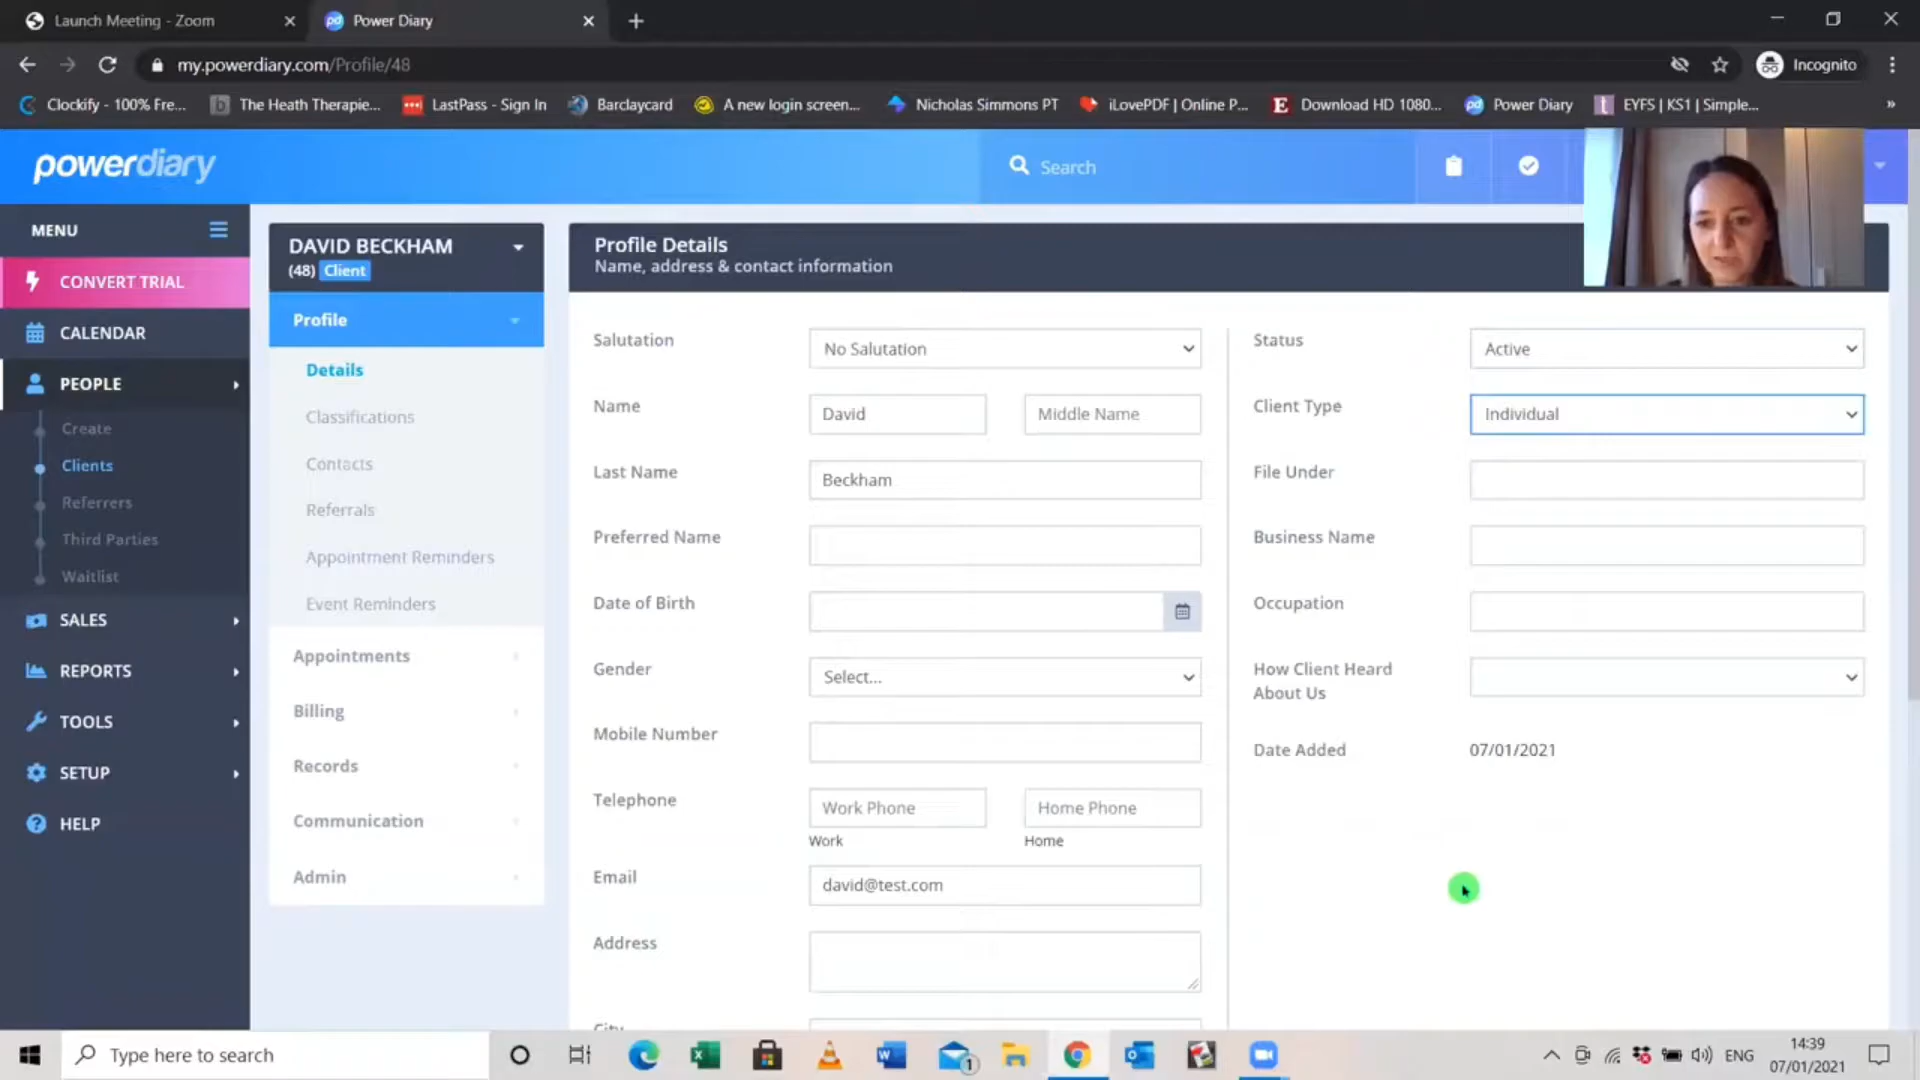 Launch Meeting - Zoom
Power Diary
my.powerdiary.com/Profile/48
Incognito
Clockify - 100% Fre...
The Heath Therapie...
LastPass - Sign In
Barclaycard
A new login screen...
Nicholas Simmons PT
iLovePDF | Online P...
Download HD 1080...
Power Diary
EYFS | KS1 | Simple...
powerdiary
Search
MENU
CONVERT TRIAL
CALENDAR
PEOPLE
Create
Clients
Referrers
Third Parties
Waitlist
SALES
REPORTS
TOOLS
SETUP
HELP
DAVID BECKHAM
(48) Client
Profile
Details
Classifications
Contacts
Referrals
Appointment Reminders
Event Reminders
Appointments
Billing
Records
Communication
Admin
Profile Details
Name, address & contact information
Salutation No Salutation
Name David Middle Name
Last Name Beckham
Preferred Name
Date of Birth
Gender Select...
Mobile Number
Telephone Work Phone Home Phone
Work Home
Email david@test.com
Address
City
Status Active
Client Type Individual
File Under
Business Name
Occupation
How Client Heard
About Us
Date Added 07/01/2021
Type here to search
1
ENG
14:39
07/01/2021